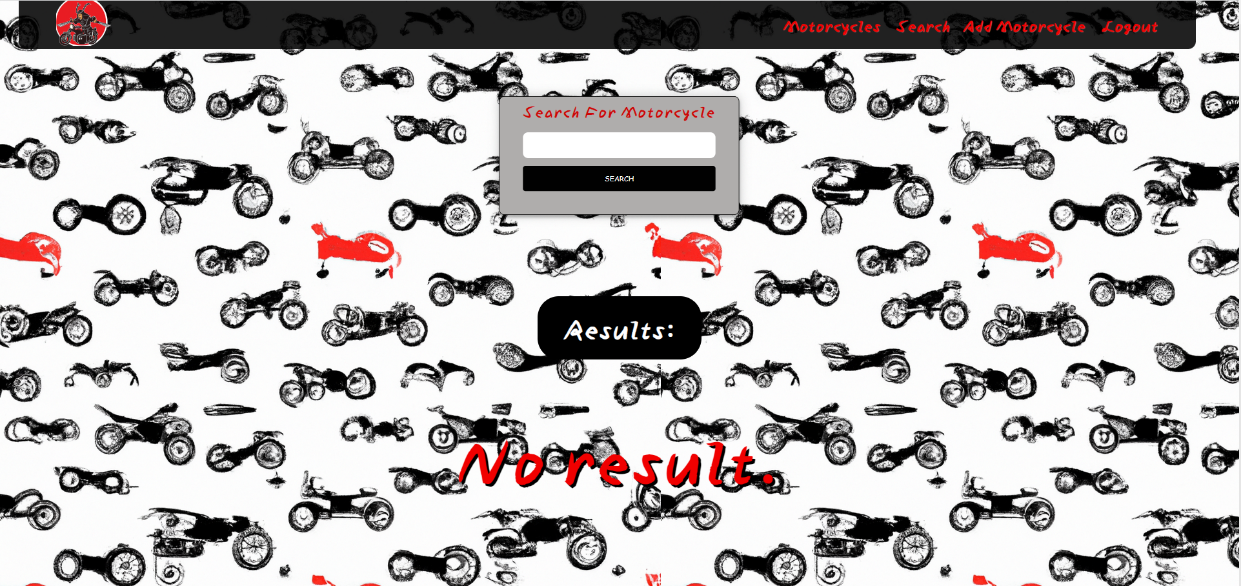 Motorcycles Search Add Motorcycle Logout
Search For Motorcycle
SEARCH
Results:
No result.